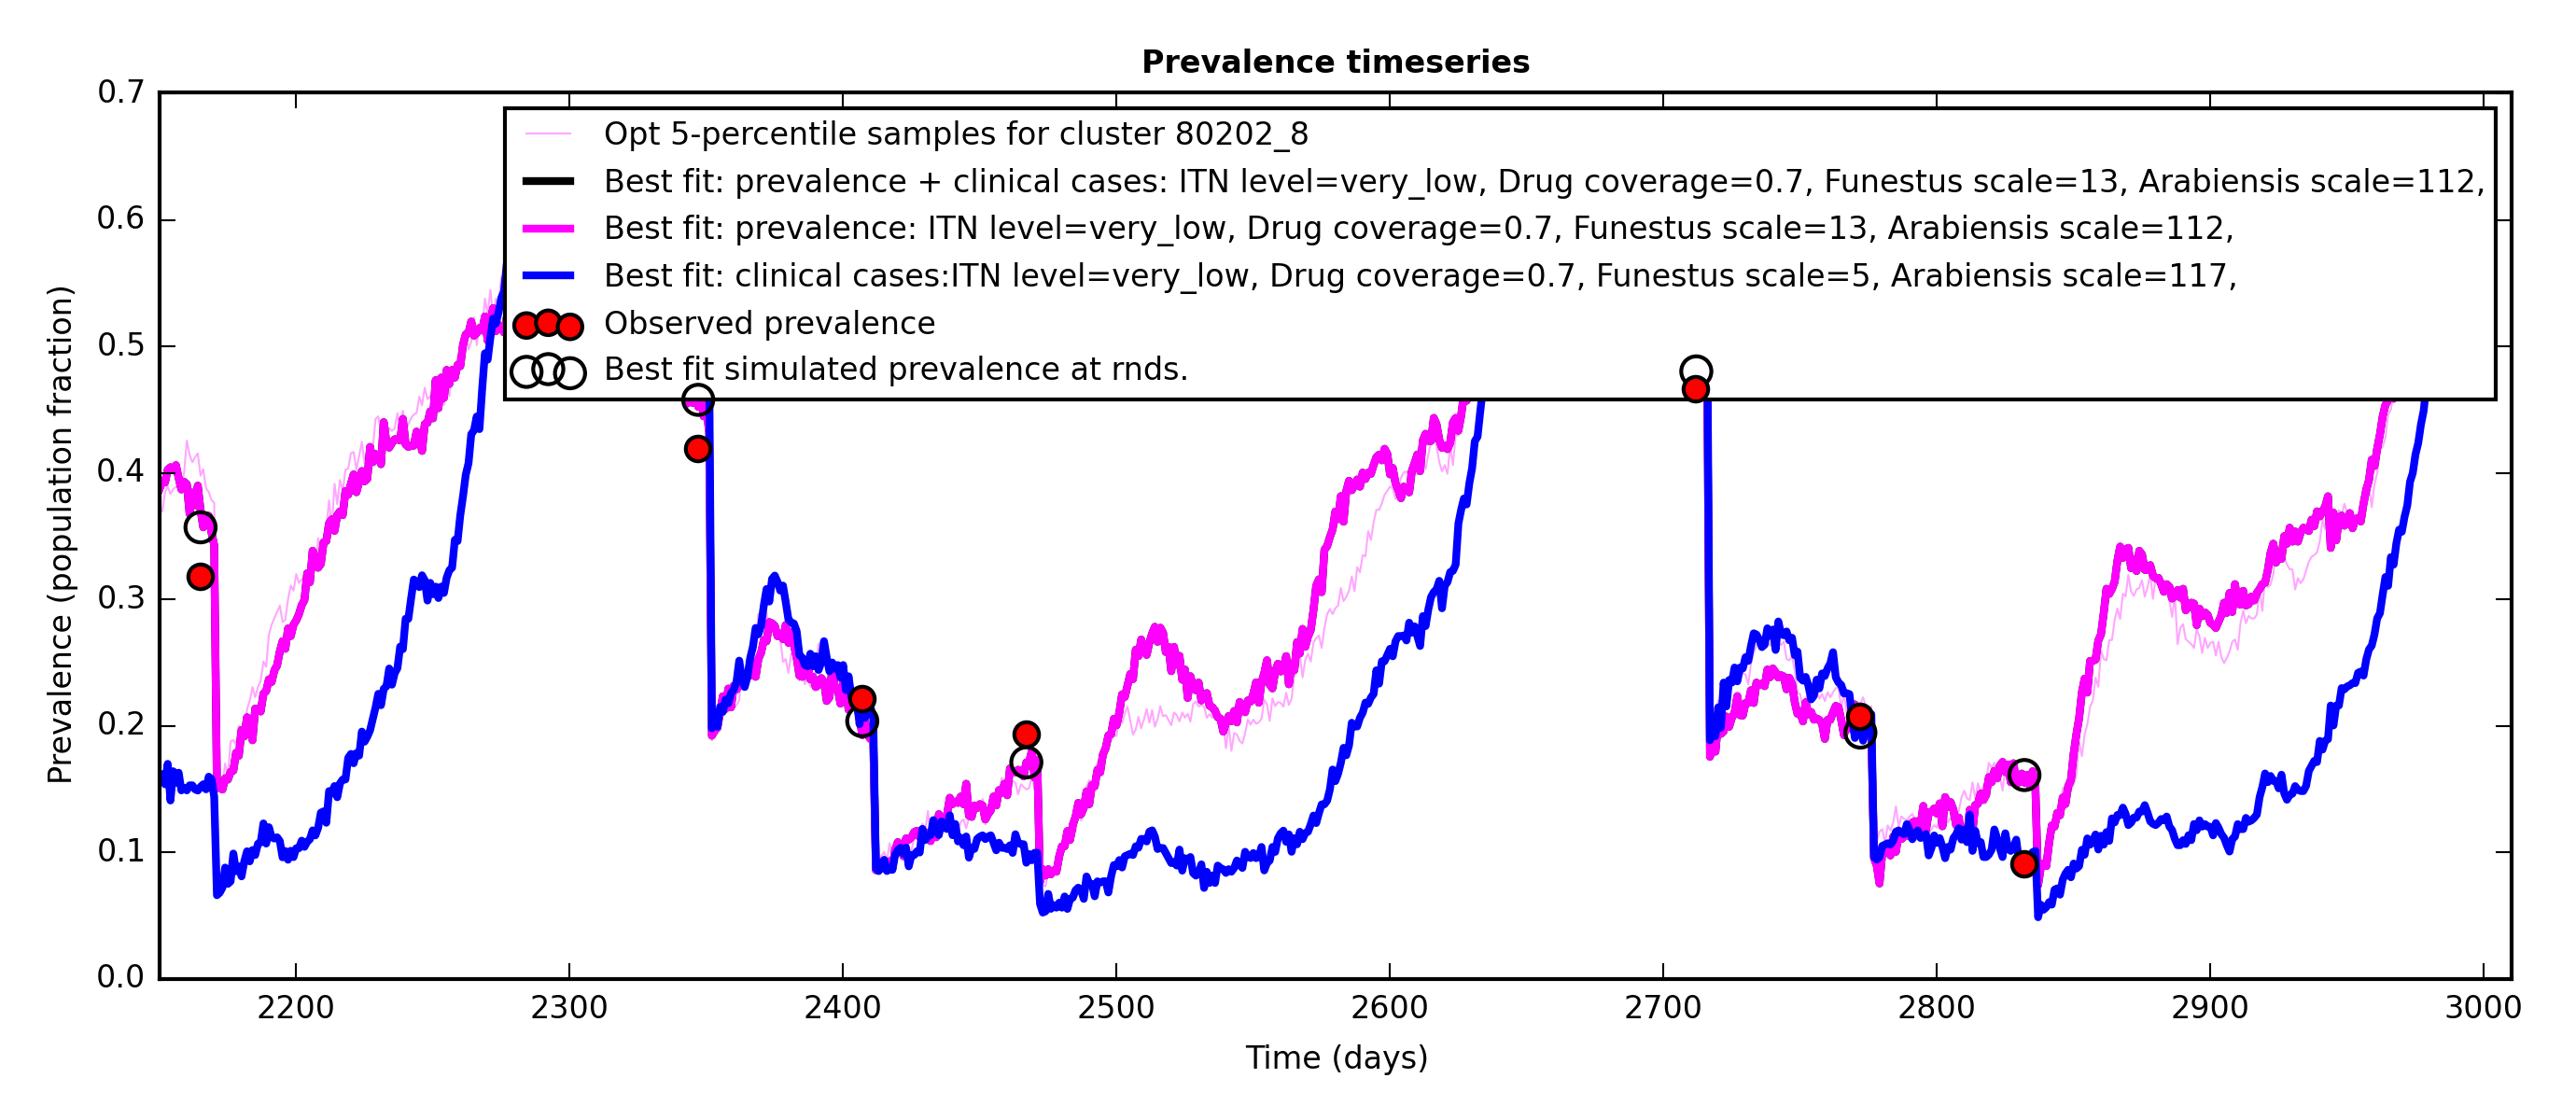 Prevalence timeseries
0.7
0.6
0.5
0.4
0.3
0.2
0.1
0.0
Prevalence (population fraction)
Opt 5-percentile samples for cluster 80202_8
Best fit: prevalence + clinical cases: ITN level=very_low, Drug coverage=0.7, Funestus scale=13, Arabiensis scale=112,
Best fit: prevalence: ITN level=very_low, Drug coverage=0.7, Funestus scale=13, Arabiensis scale=112,
Best fit: clinical cases:ITN level=very_low, Drug coverage=0.7, Funestus scale=5, Arabiensis scale=117,
Observed prevalence
Best fit simulated prevalence at rnds.
2200 2300 2400 2500 2600 2700 2800 2900 3000
Time (days)